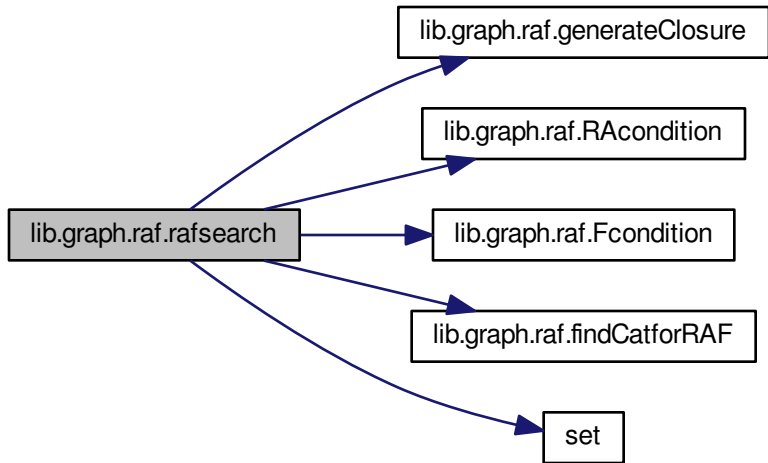 lib.graph.raf.generateClosure
lib.graph.raf.RAcondition
lib.graph.raf.rafsearch
lib.graph.raf.Fcondition
lib.graph.raf.findCatforRAF
set